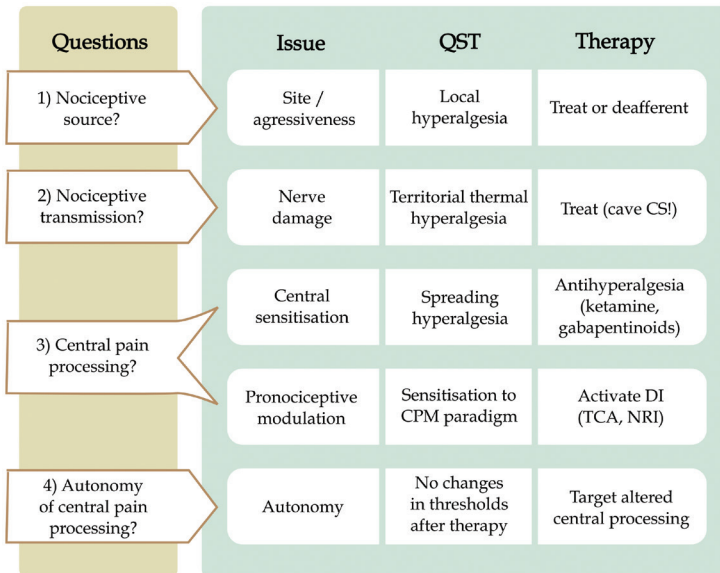 Questions
Issue
QST
Therapy
1) Nociceptive
source?
Site /
agressiveness
Local
hyperalgesia
Treat or deafferent
2) Nociceptive
transmission?
Nerve
damage
Territorial thermal
hyperalgesia
Treat (cave CS!)
3) Central pain
processing?
Central
sensitisation
Spreading
hyperalgesia
Antihyperalgesia
(ketamine,
gabapentinoids)
Pronociceptive
modulation
Sensitisation to
CPM paradigm
Activate DI
(TCA, NRI)
4) Autonomy
of central pain
processing?
Autonomy
No changes
in thresholds
after therapy
Target altered
central processing